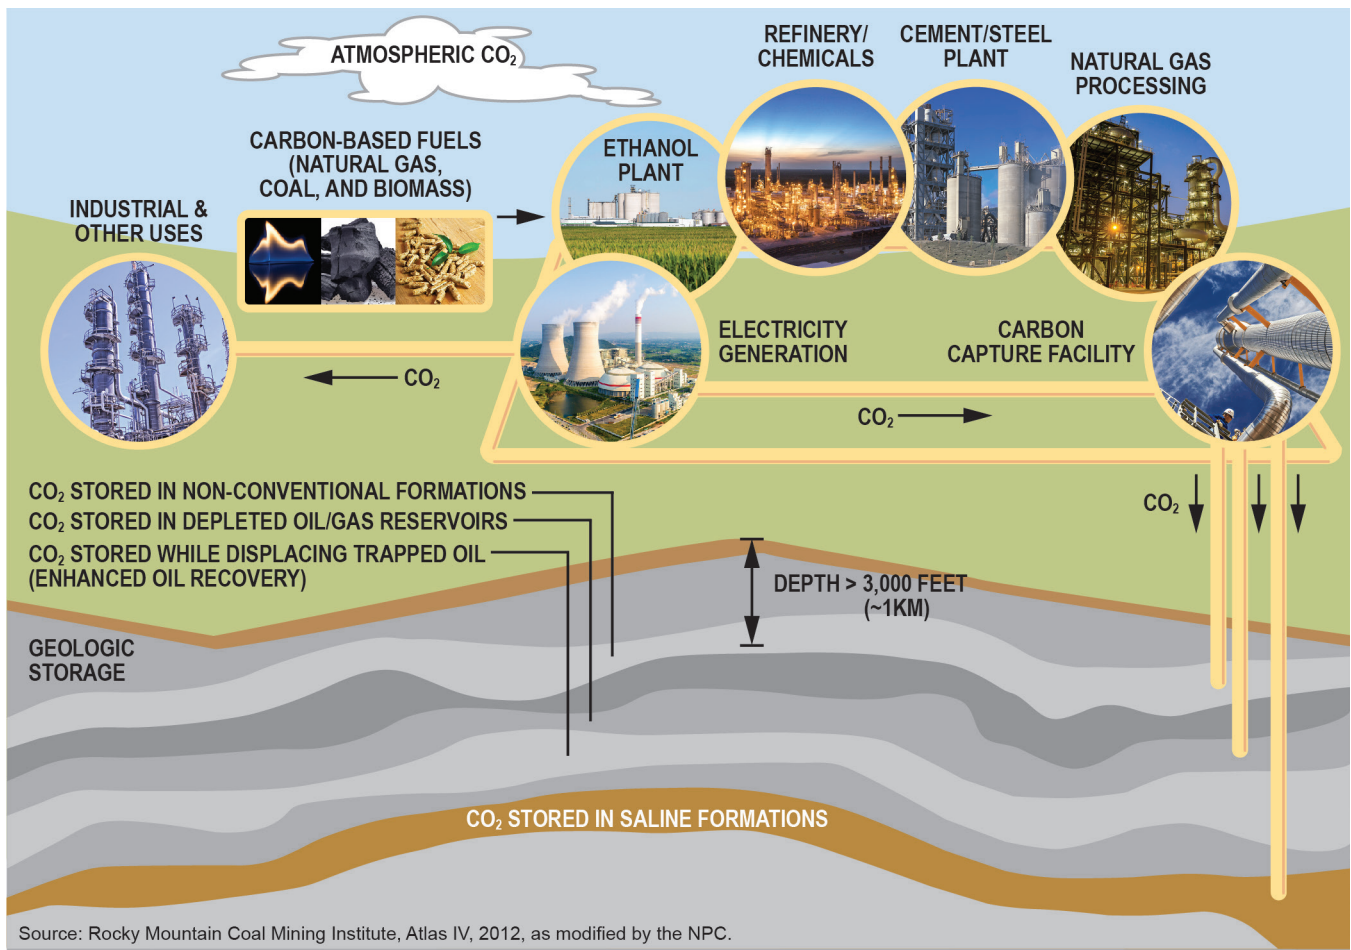 ATMOSPHERIC CO₂
REFINERY/
CHEMICALS
CEMENT/STEEL
PLANT
NATURAL GAS
PROCESSING
CARBON-BASED FUELS
(NATURAL GAS,
COAL, AND BIOMASS)
ETHANOL
PLANT
INDUSTRIAL &
OTHER USES
ELECTRICITY
GENERATION
CARBON
CAPTURE FACILITY
CO₂
CO₂
CO₂ STORED IN NON-CONVENTIONAL FORMATIONS
CO₂ STORED IN DEPLETED OIL/GAS RESERVOIRS
CO₂ STORED WHILE DISPLACING TRAPPED OIL
(ENHANCED OIL RECOVERY)
CO₂
DEPTH > 3,000 FEET
(~1KM)
GEOLOGIC
STORAGE
CO₂ STORED IN SALINE FORMATIONS
Source: Rocky Mountain Coal Mining Institute, Atlas IV, 2012, as modified by the NPC.